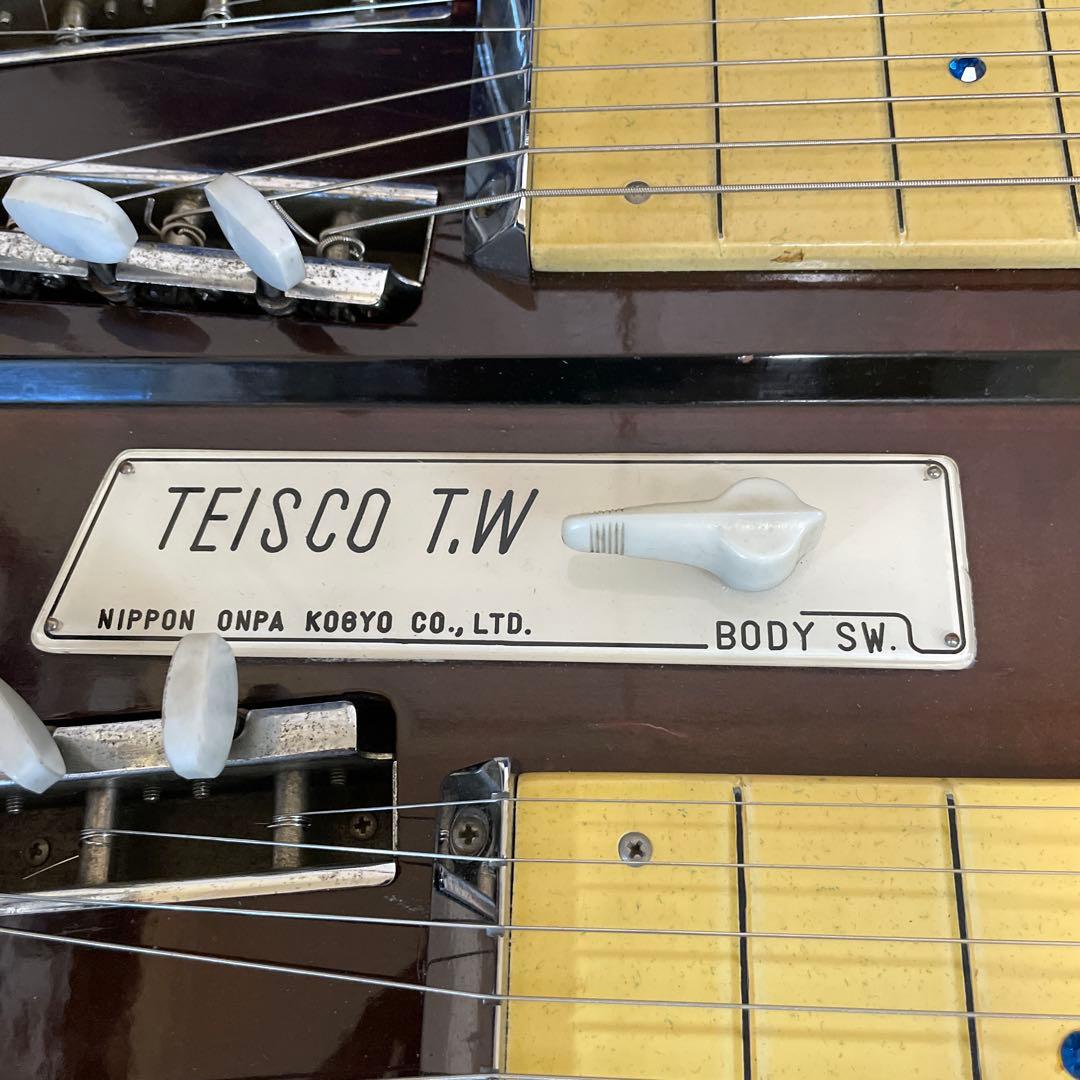 TEISCO T.W
NIPPON ONPA KOGYO CO., LTD.
BODY SW.